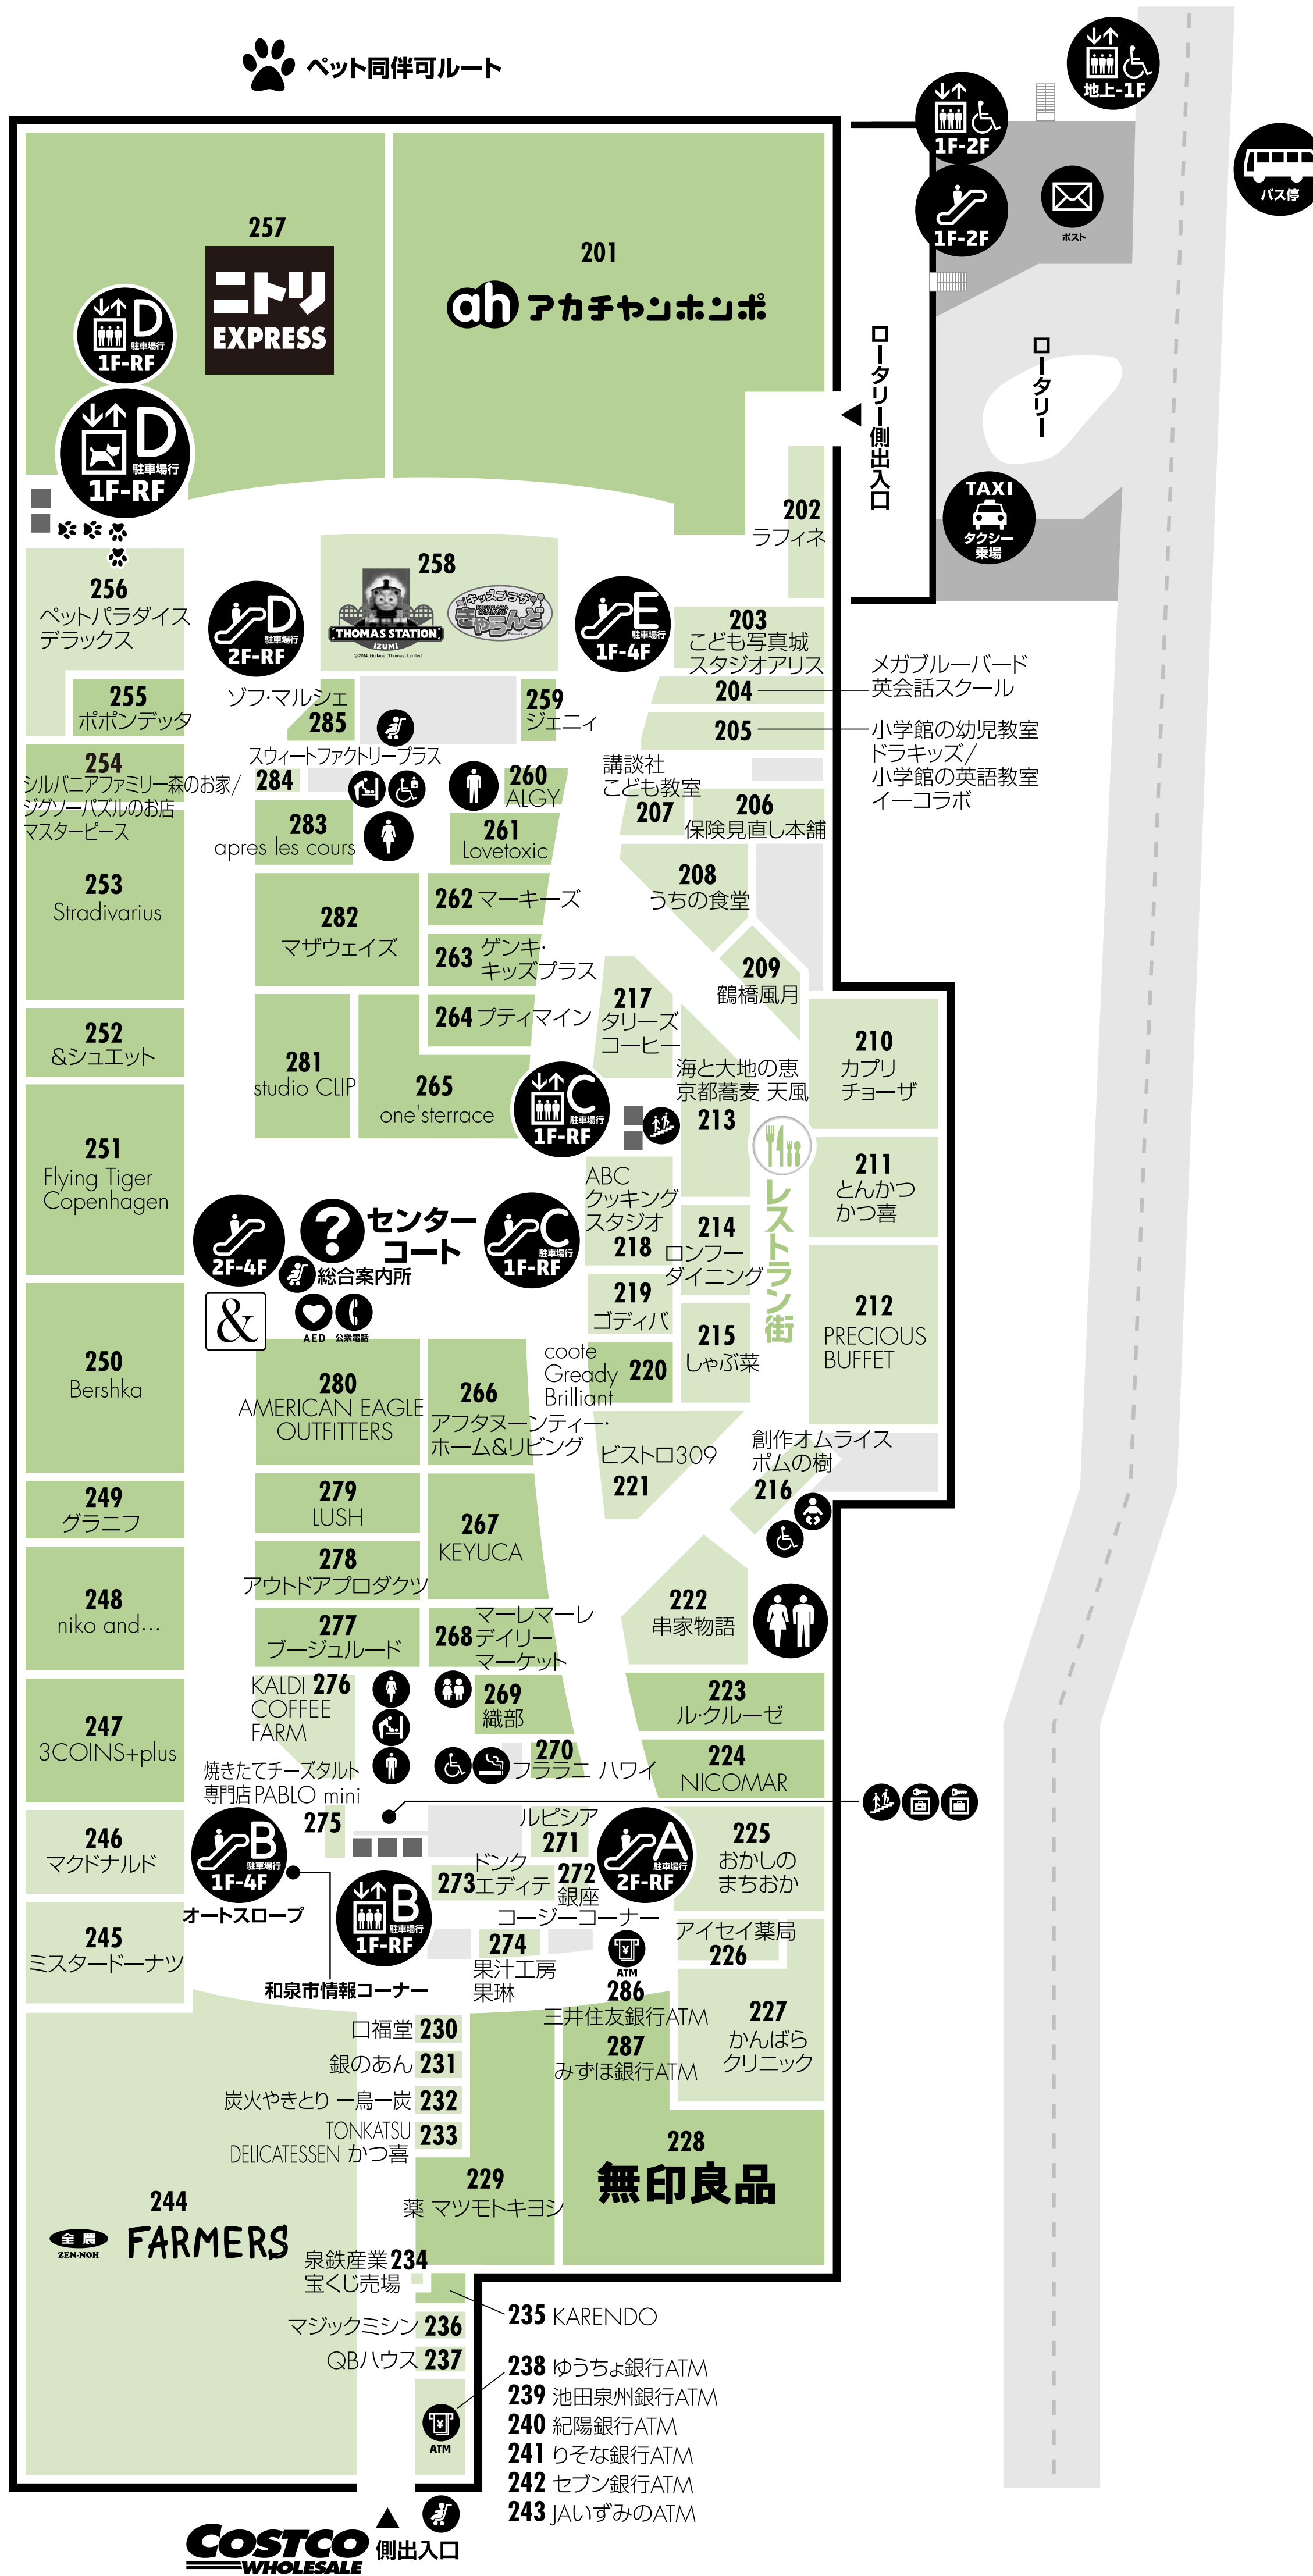 ペット同伴可ルート
地上-1F
1F-2F
1F-2F
ポスト
バス停
257
ニトリ
EXPRESS
201
ah アカチャンホンポ
D
駐車場行
1F-RF
D
駐車場行
1F-RF
ロータリー側出入口
ロータリー
TAXI
タクシー
乗場
202
ラフィネ
256
ペットパラダイス
デラックス
D
駐車場行
2F-RF
258
THOMAS STATION
IZUMI
©2014 Gullane (Thomas) Limited.
キッズプラザ
きゃらんど
E
駐車場行
1F-4F
203
こども写真城
スタジオアリス
204
メガブルーバード
英会話スクール
205
小学館の幼児教室
ドラキッズ/
小学館の英語教室
イーコラボ
255
ポポンデッタ
ゾフ・マルシェ
285
259
ジェニィ
254
シルバニアファミリー森のお家/
ジグソーパズルのお店
マスターピース
スウィートファクトリープラス
284
260
ALGY
講談社
こども教室
207
206
保険見直し本舗
283
apres les cours
261
Lovetoxic
208
うちの食堂
253
Stradivarius
282
マザウェイズ
262 マーキーズ
263 ゲンキ・
キッズプラス
209
鶴橋風月
252
&シュエット
281
studio CLIP
264 プティマイン
265
one'sterrace
217
タリーズ
コーヒー
C
駐車場行
1F-RF
海と大地の恵
京都蕎麦 天風
213
210
カプリ
チョーザ
251
Flying Tiger
Copenhagen
211
とんかつ
かつ喜
レストラン街
ABC
クッキング
スタジオ
218
214
ロンフー
ダイニング
2F-4F
?
総合案内所
センター
コート
C
駐車場行
1F-RF
&
AED
公衆電話
219
ゴディバ
215
しゃぶ菜
212
PRECIOUS
BUFFET
250
Bershka
280
AMERICAN EAGLE
OUTFITTERS
266
アフタヌーンティー・
ホーム&リビング
coote
Gready
Brilliant
220
ビストロ309
221
創作オムライス
ポムの樹
216
249
グラニフ
279
LUSH
267
KEYUCA
278
アウトドアプロダクツ
248
niko and...
277
ブージュルード
268
マーレマーレ
デイリー
マーケット
222
串家物語
KALDI
COFFEE
FARM
276
269
織部
223
ル・クルーゼ
247
3COINS+plus
270
フララニ ハワイ
224
NICOMAR
焼きたてチーズタルト
専門店 PABLO mini
275
246
マクドナルド
B
駐車場行
1F-4F
オートスロープ
B
駐車場行
1F-RF
和泉市情報コーナー
ルピシア
271
A
駐車場行
2F-RF
225
おかしの
まちおか
273
ドンク
エディテ
272
銀座
コージーコーナー
274
果汁工房
果琳
ATM
286
三井住友銀行ATM
287
みずほ銀行ATM
アイセイ薬局
226
227
かんばら
クリニック
245
ミスタードーナツ
口福堂 230
銀のあん 231
炭火やきとり 一鳥一炭 232
TONKATSU
DELICATESSEN かつ喜
233
228
無印良品
229
薬 マツモトキヨシ
244
全農
ZEN-NOH
FARMERS
泉鉄産業
宝くじ売場
234
235 KARENDO
マジックミシン 236
QBハウス 237
ATM
238 ゆうちょ銀行ATM
239 池田泉州銀行ATM
240 紀陽銀行ATM
241 りそな銀行ATM
242 セブン銀行ATM
243 JAいずみのATM
COSTCO
WHOLESALE
側出入口